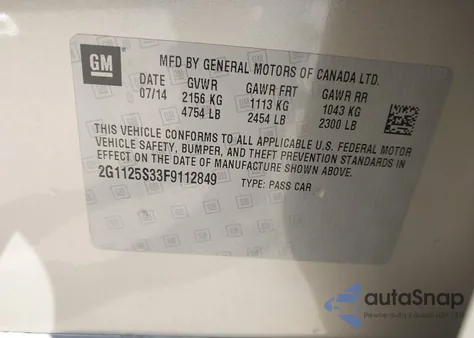 GM
MFD BY GENERAL MOTORS OF CANADA LTD.
DATE GVWR GAWR FRT GAWR RR
07/14 2156 KG 1113 KG 1043 KG
4754 LB 2454 LB 2300 LB
THIS VEHICLE CONFORMS TO ALL APPLICABLE U.S. FEDERAL MOTOR
VEHICLE SAFETY, BUMPER, AND THEFT PREVENTION STANDARDS IN
EFFECT ON THE DATE OF MANUFACTURE SHOWN ABOVE.
2G1125S33F9112849 TYPE: PASS CAR
autoSnap